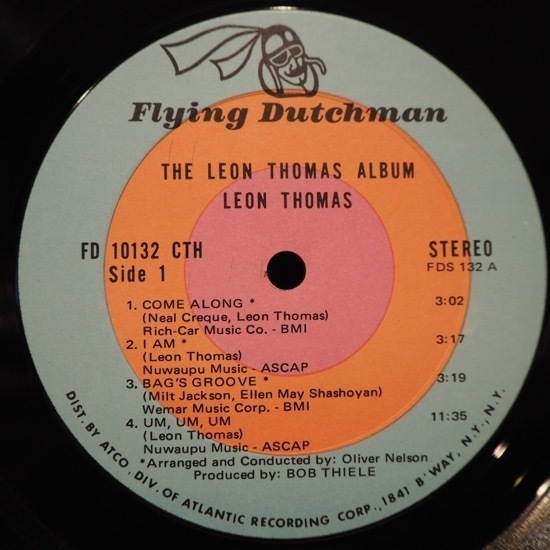 Flying Dutchman
THE LEON THOMAS ALBUM
LEON THOMAS
FD 10132 CTH
Side 1
STEREO
FDS 132 A
1. COME ALONG * 3:02
(Neal Creque, Leon Thomas)
Rich-Car Music Co. - BMI
2. I AM * 3:17
(Leon Thomas)
Nuwaupu Music - ASCAP
3. BAG'S GROOVE * 3:19
(Milt Jackson, Ellen May Shashoyan)
Wemar Music Corp. - BMI
4. UM, UM, UM 11:35
(Leon Thomas)
Nuwaupu Music - ASCAP
*Arranged and Conducted by: Oliver Nelson
Produced by: BOB THIELE
DIST. BY ATCO, DIV. OF ATLANTIC RECORDING CORP., 1841 B'WAY, N.Y., N.Y.